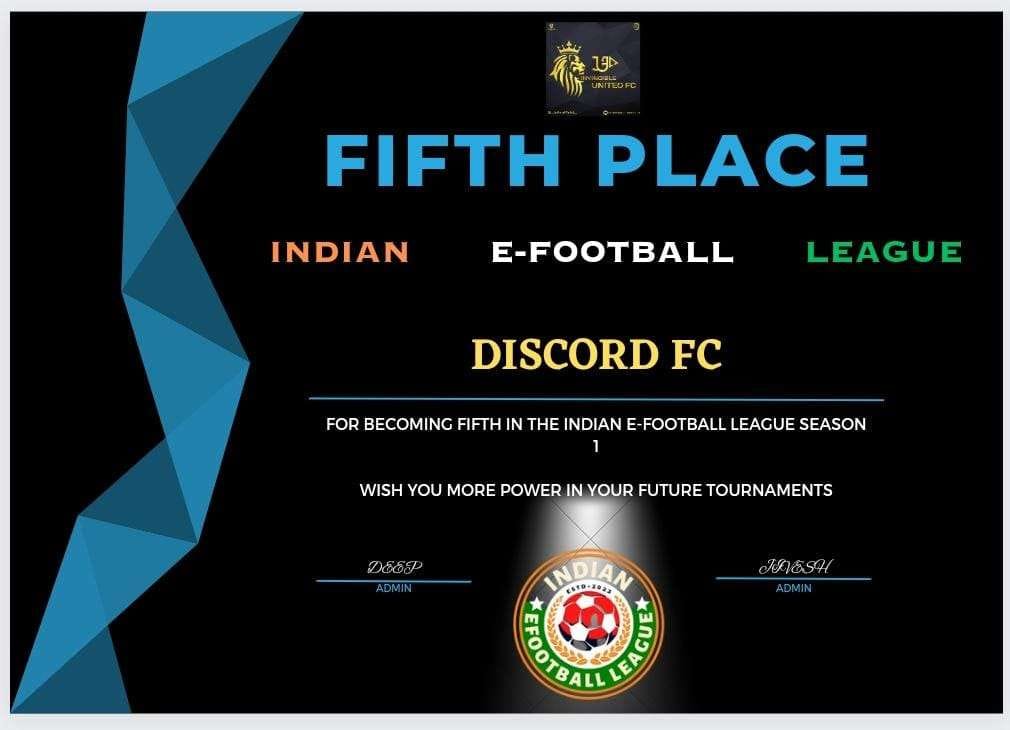 INVINCIBLE
UNITED FC
FIFTH PLACE
INDIAN E-FOOTBALL LEAGUE
DISCORD FC
FOR BECOMING FIFTH IN THE INDIAN E-FOOTBALL LEAGUE SEASON
1
WISH YOU MORE POWER IN YOUR FUTURE TOURNAMENTS
DEEP
ADMIN
JIVESH
ADMIN
INDIAN
ESTD-2023
EFOOTBALL LEAGUE